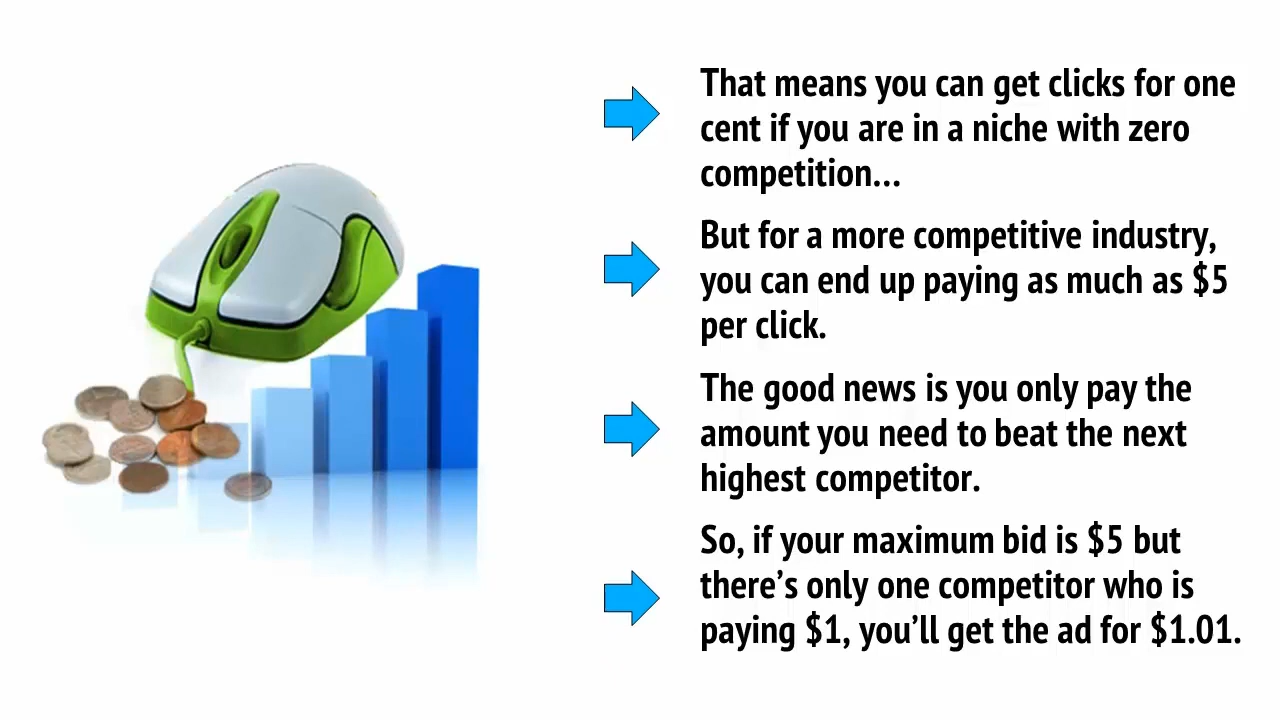 That means you can get clicks for one
cent if you are in a niche with zero
competition...
But for a more competitive industry,
you can end up paying as much as $5
per click.
The good news is you only pay the
amount you need to beat the next
highest competitor.
So, if your maximum bid is $5 but
there’s only one competitor who is
paying $1, you’ll get the ad for $1.01.